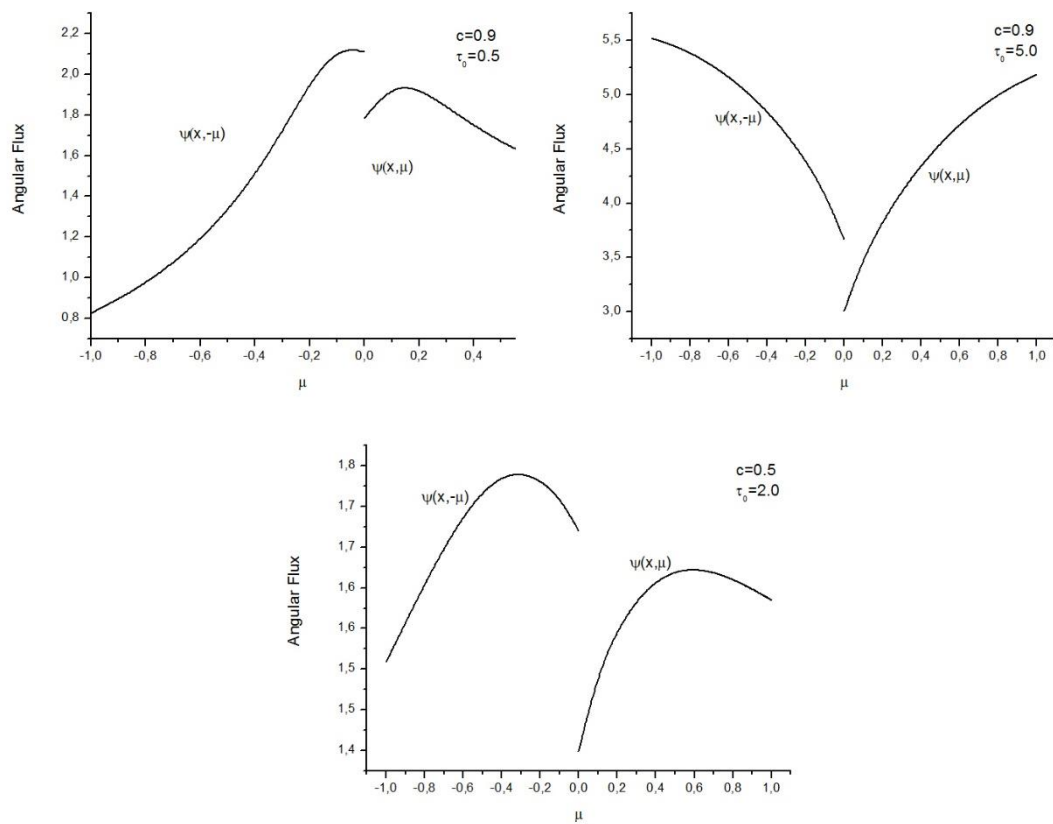 c=0.9
τ₀=0.5
2,2
2,0
1,8
1,6
1,4
1,2
1,0
0,8
Angular Flux
ψ(x,-μ)
ψ(x,μ)
-1,0 -0,8 -0,6 -0,4 -0,2 0,0 0,2 0,4
μ
c=0.9
τ₀=5.0
5,5
5,0
4,5
4,0
3,5
3,0
Angular Flux
ψ(x,-μ)
ψ(x,μ)
-1,0 -0,8 -0,6 -0,4 -0,2 0,0 0,2 0,4 0,6 0,8 1,0
μ
c=0.5
τ₀=2.0
1,8
1,7
1,7
1,6
1,6
1,5
1,5
1,4
Angular Flux
ψ(x,-μ)
ψ(x,μ)
-1,0 -0,8 -0,6 -0,4 -0,2 0,0 0,2 0,4 0,6 0,8 1,0
μ